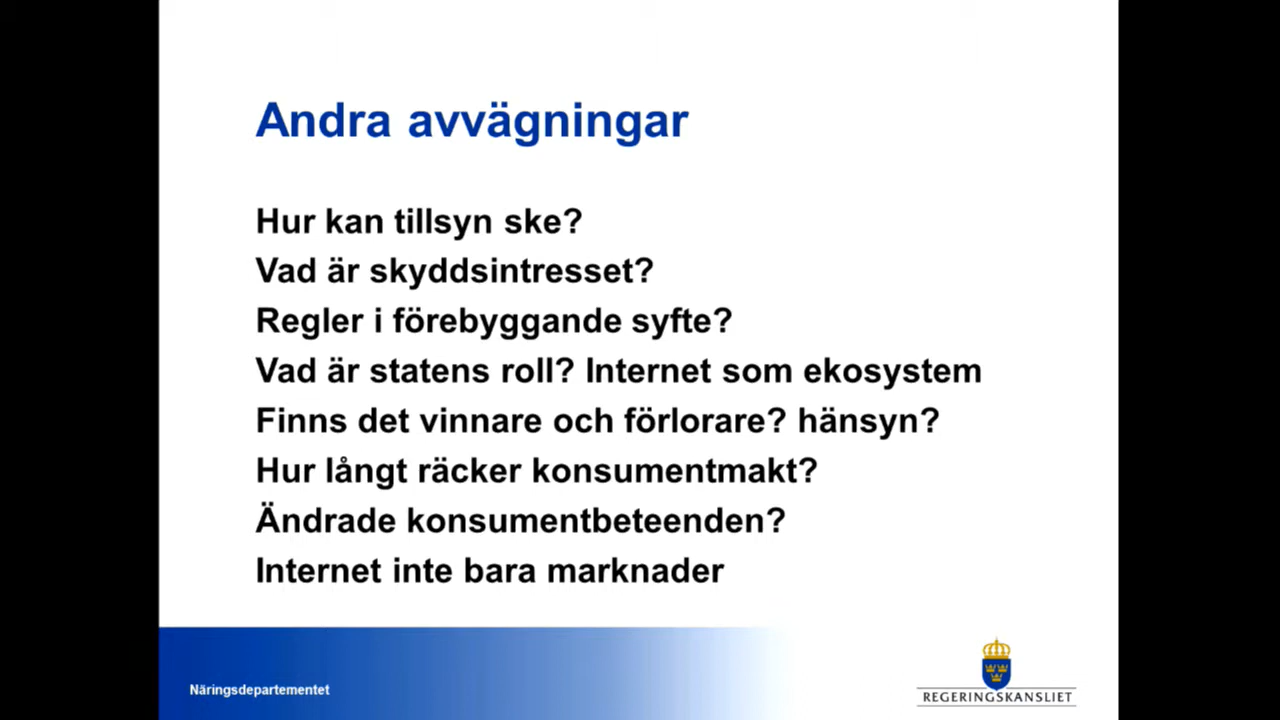 Andra avvägningar
Hur kan tillsyn ske?
Vad är skyddsintresset?
Regler i förebyggande syfte?
Vad är statens roll? Internet som ekosystem
Finns det vinnare och förlorare? hänsyn?
Hur långt räcker konsumentmakt?
Ändrade konsumentbeteenden?
Internet inte bara marknader
Näringsdepartementet
REGERINGSKANSLIET